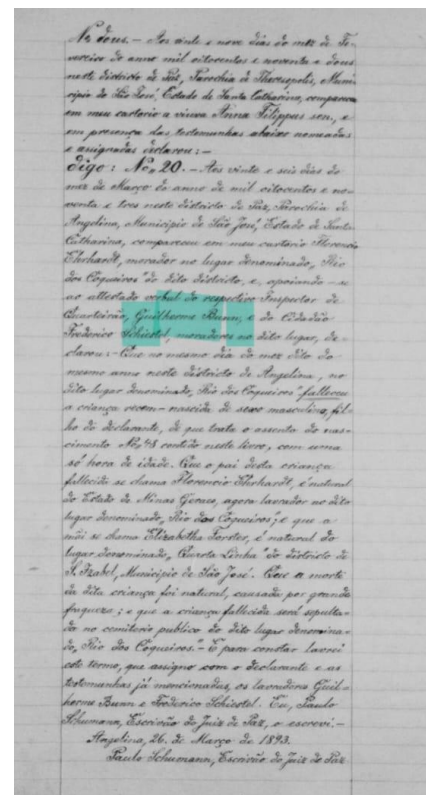 No dous. — Aos vinte e nove dias do mez de Fe-
vereiro do anno mil oitocentos e noventa e dous
neste districto de Paz, Parochia de Theresopolis, Muni-
cipio de São José, Estado de Santa Catharina, compareceu
em meu cartorio a viuva Anna Filippus sen., e
em presença das testemunhas abaixo nomeadas
e assignadas declarou: —
Digo: No. 20. — Aos vinte e seis dias do
mez de Março do anno de mil oitocentos e no-
venta e tres neste districto de Paz, Parochia de
Angelina, Municipio de São José, Estado de Santa
Catharina, compareceu em meu cartorio Florencio
Ehrhardt, morador no lugar denominado „Rio
dos Coqueiros" do dito districto, e, apoiando-se
ao attestado verbal do respectivo Inspector de
Quarteirão, Guilherme Bunn, e do Cidadão
Frederico Schiestel, moradores no dito lugar, de-
clarou: — Que no mesmo dia do mez dito do
mesmo anno neste districto de Angelina, no
dito lugar denominado „Rio dos Coqueiros" falleceu
a criança recem-nascida de sexo masculino, fil-
ho do declarante, de que trata o assento do nas-
cimento No. 48 contido neste livro, com uma
só hora de idade. Que o pai desta criança
fallecida se chama Florencio Ehrhardt, é natural
do Estado de Minas Geraes, agora lavrador no dito
lugar denominado „Rio dos Coqueiros"; e que a
mãi se chama Elizabetha Forster, é natural do
lugar denominado „Quarta Linha" do districto de
S. Izabel, Municipio de São José. Que a morte
da dita criança foi natural, causada por grande
fraqueza; e que a criança fallecida será sepulta-
da no cemiterio publico do dito lugar denomina-
do „Rio dos Coqueiros." — E para constar lavrei
este termo, que assigno com o declarante e as
testemunhas já mencionadas, os lavradores Guil-
herme Bunn e Frederico Schiestel. Eu, Paulo
Schumann, Escrivão do Juiz de Paz, o escrevi. —
Angelina, 26. de Março de 1893.
Paulo Schumann, Escrivão do Juiz de Paz